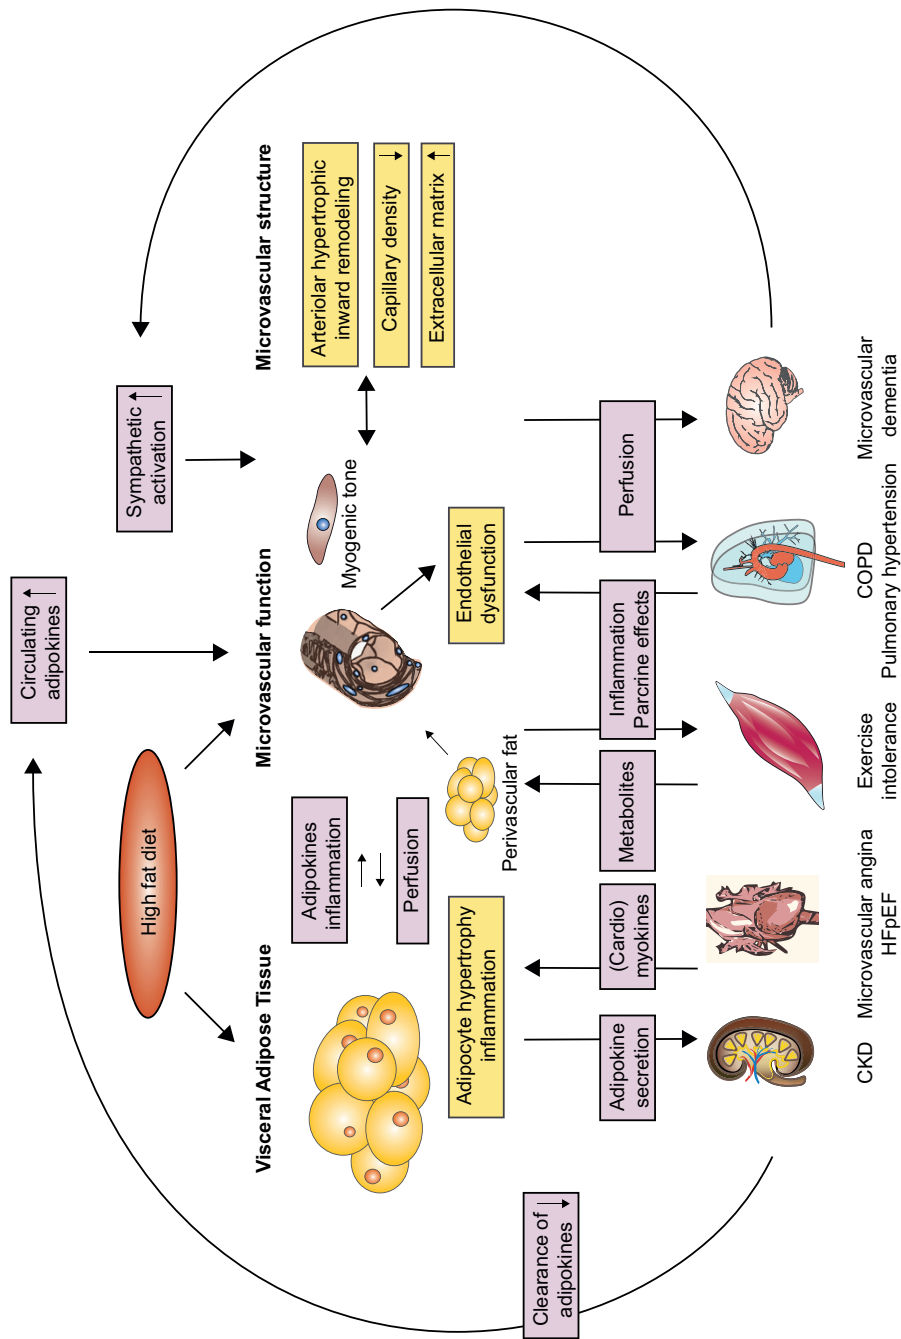 High fat diet
Circulating
adipokines
Sympathetic
activation
Visceral Adipose Tissue
Microvascular function
Microvascular structure
Adipokines
inflammation
Perfusion
Myogenic tone
Arteriolar hypertrophic
inward remodeling
Capillary density
Extracellular matrix
Adipocyte hypertrophy
inflammation
Perivascular fat
Endothelial
dysfunction
Clearance of
adipokines
Adipokine
secretion
(Cardio)
myokines
Metabolites
Inflammation
Parcrine effects
Perfusion
CKD
Microvascular angina
HFpEF
Exercise
intolerance
COPD
Pulmonary hypertension
Microvascular
dementia